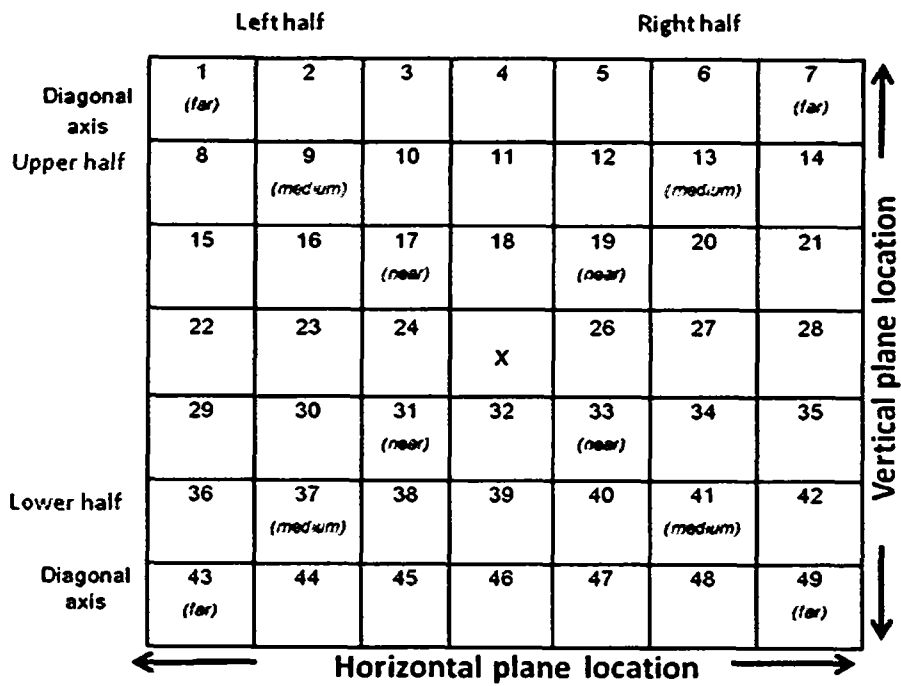 Left half Right half
1 2 3 4 5 6 7
Diagonal axis
(far) (far)
Upper half
8 9 10 11 12 13 14
(medium) (medium)
15 16 17 18 19 20 21
(near) (near)
22 23 24 X 26 27 28
29 30 31 32 33 34 35
(near) (near)
Lower half
36 37 38 39 40 41 42
(medium) (medium)
Diagonal axis
43 44 45 46 47 48 49
(far) (far)
Horizontal plane location
Vertical plane location